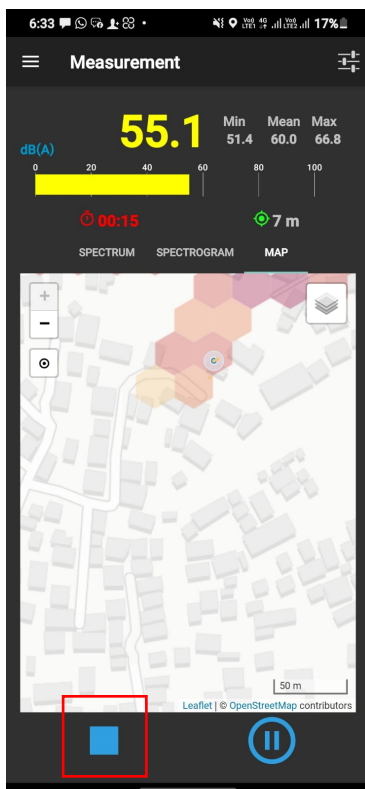 6:33 17%
Measurement
dB(A) 55.1
Min Mean Max
51.4 60.0 66.8
0 20 40 60 80 100
00:15 7 m
SPECTRUM SPECTROGRAM MAP
+
−
50 m
Leaflet | © OpenStreetMap contributors